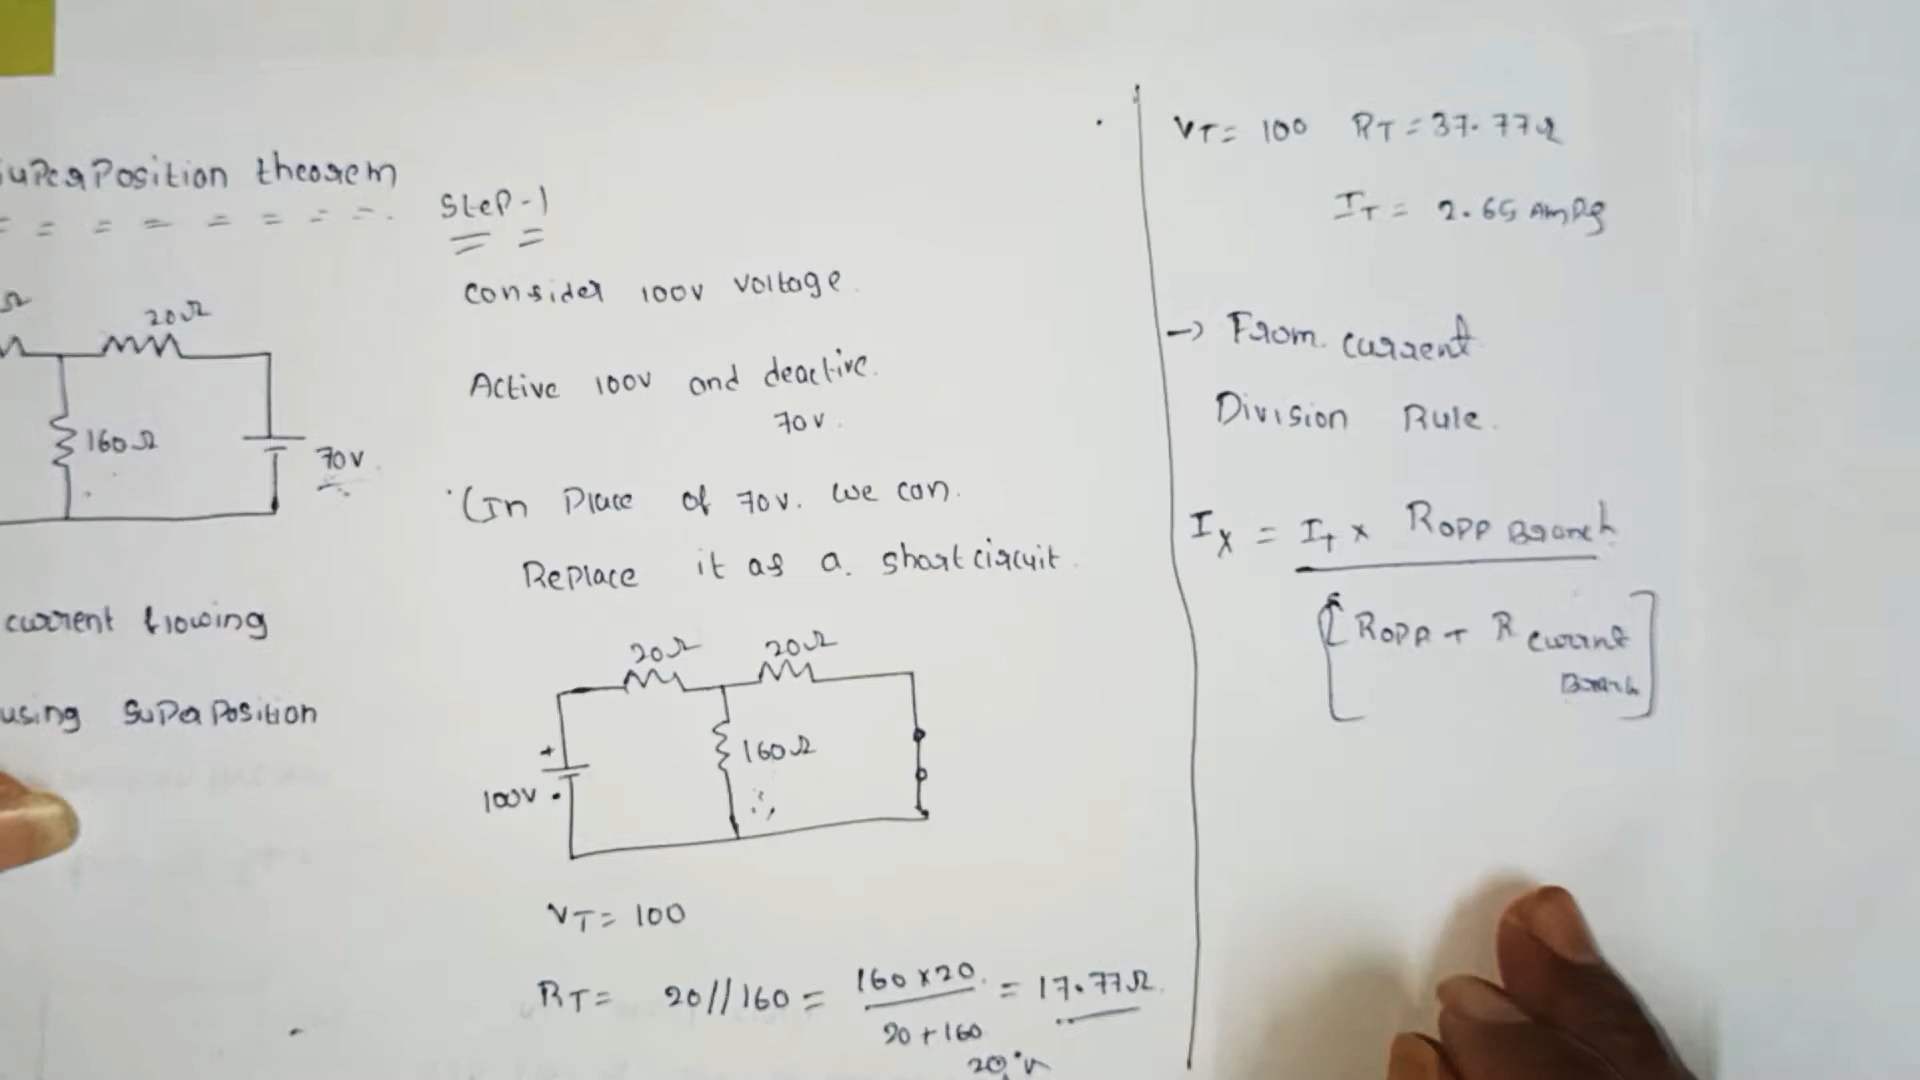 SuperPosition theorem
Ω
20Ω
160Ω
70V
current flowing
using SuperPosition
Step-1
consider 100V voltage.
Active 100V and deactive.
70V.
(In Place of 70V. we can.
Replace it as a. short circuit.
20Ω 20Ω
160Ω
+
100V
VT= 100
RT= 20//160 = 160x20 / 20+160 = 17.77Ω.
VT= 100 RT=37.77Ω
IT= 2.65 Amps
→ From. current
Division Rule.
Ix = IT x Ropp Branch
[Ropp + R current
Branch]